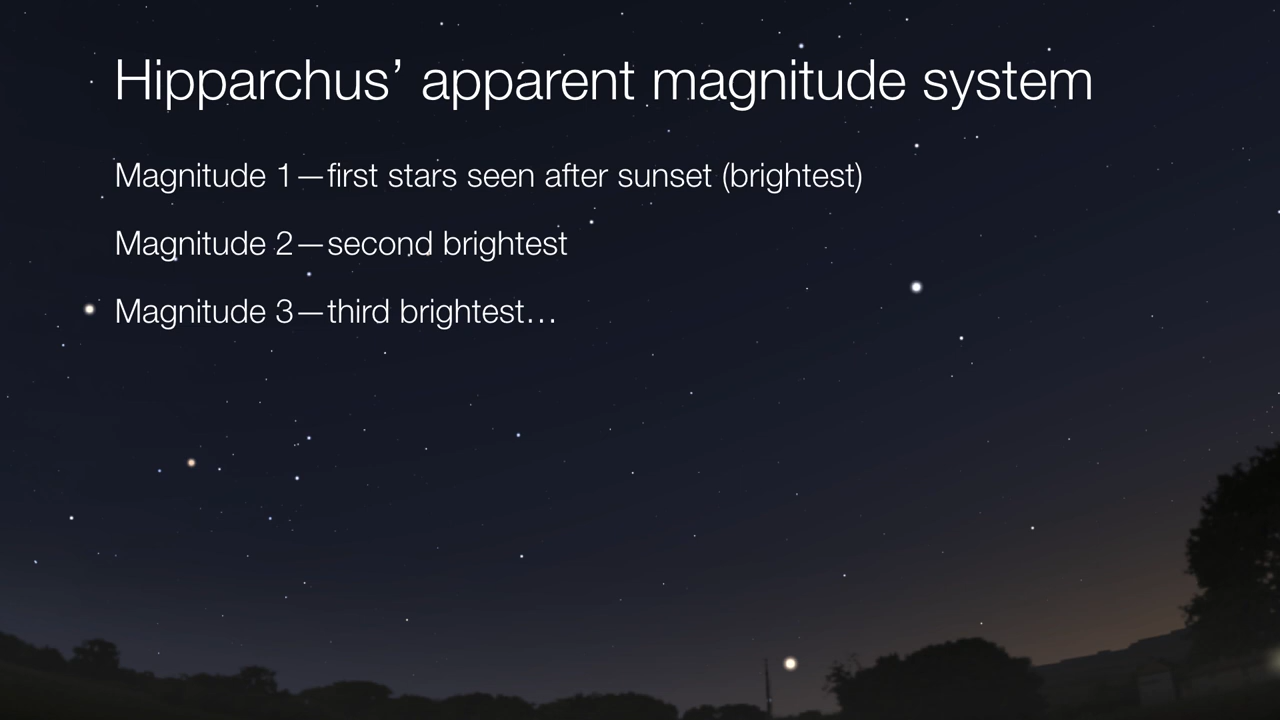 Hipparchus’ apparent magnitude system
Magnitude 1—first stars seen after sunset (brightest)
Magnitude 2—second brightest
Magnitude 3—third brightest…